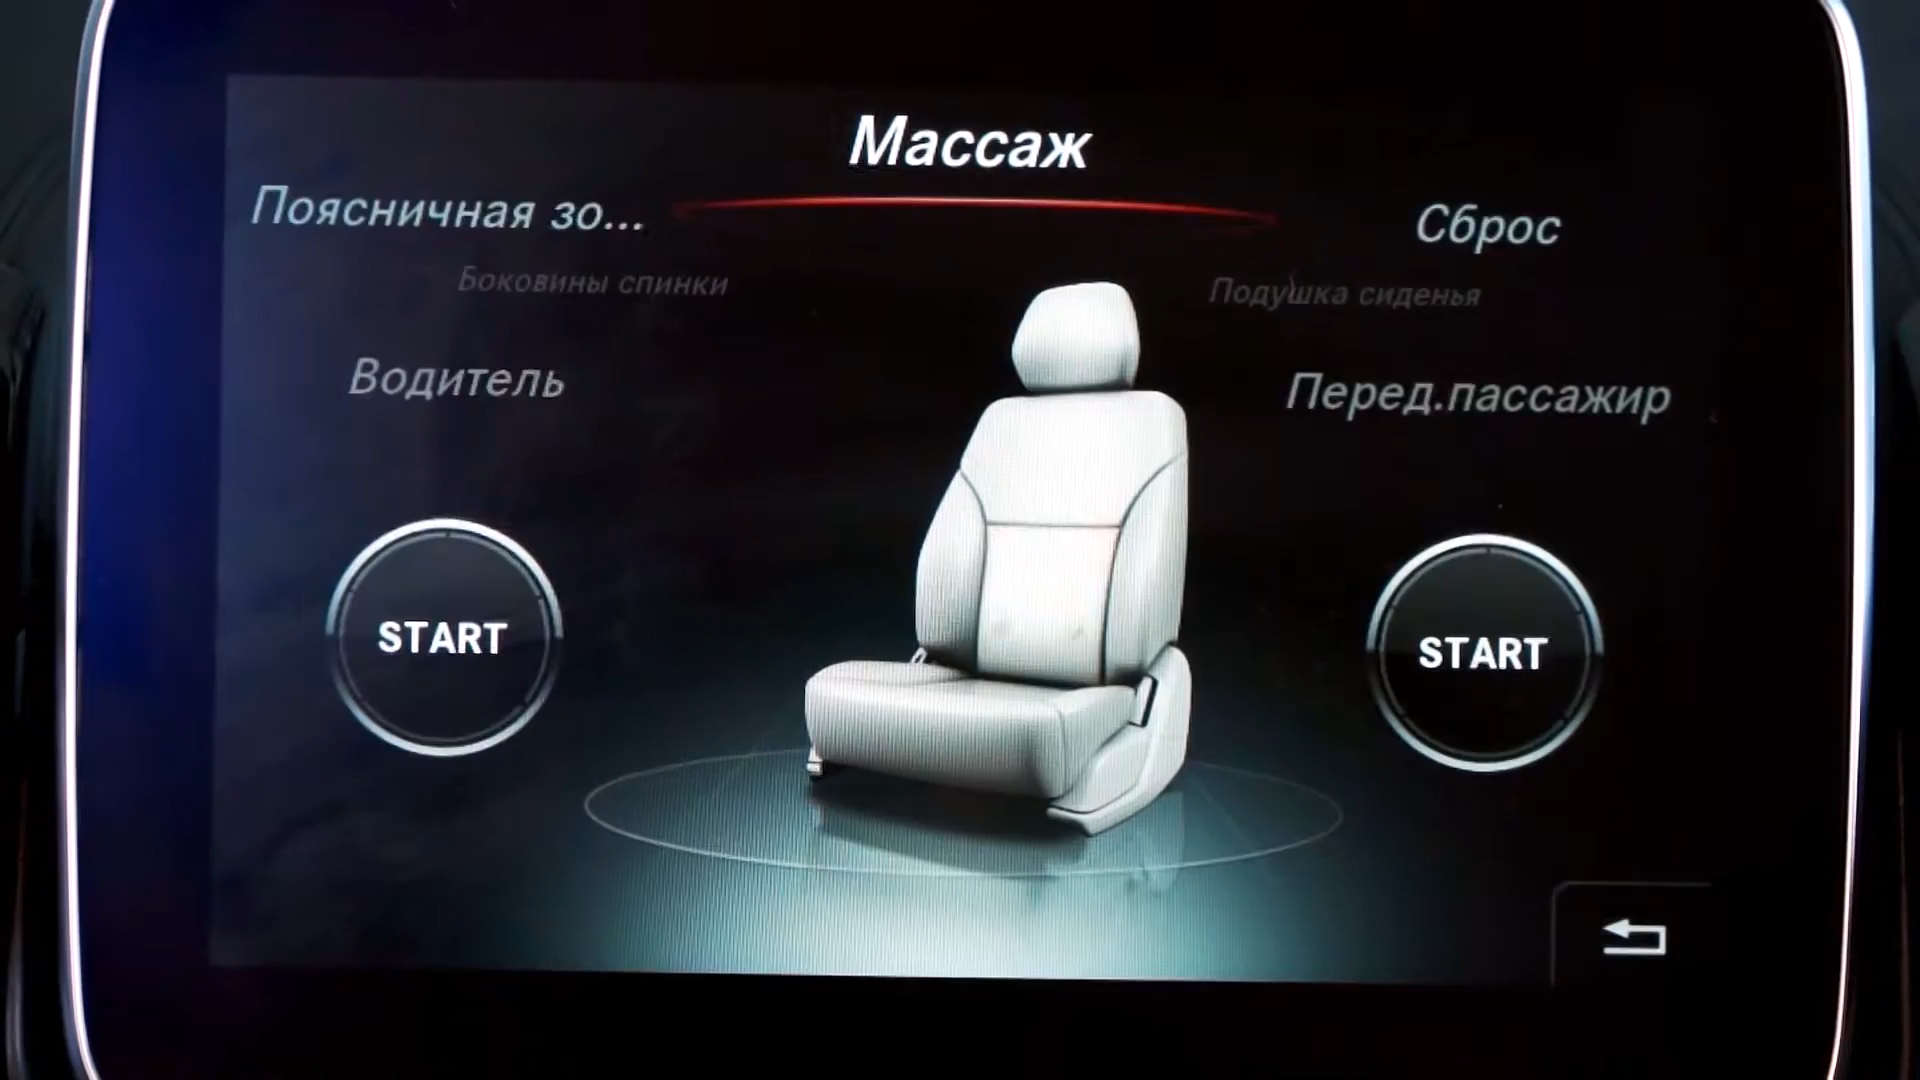 Массаж
Поясничная зо...
Сброс
Боковины спинки
Подушка сиденья
Водитель
Перед.пассажир
START
START